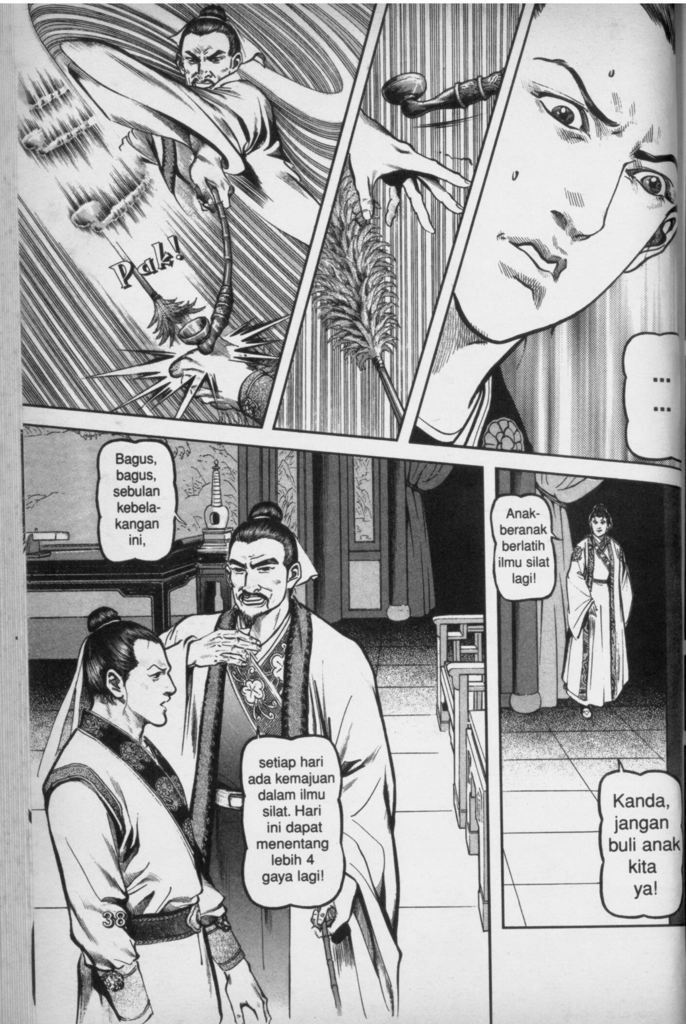 Pak!
...
...
Bagus,
bagus,
sebulan
kebela-
kangan
ini,
setiap hari
ada kemajuan
dalam ilmu
silat. Hari
ini dapat
menentang
lebih 4
gaya lagi!
Anak-
beranak
berlatih
ilmu silat
lagi!
Kanda,
jangan
buli anak
kita
ya!
38